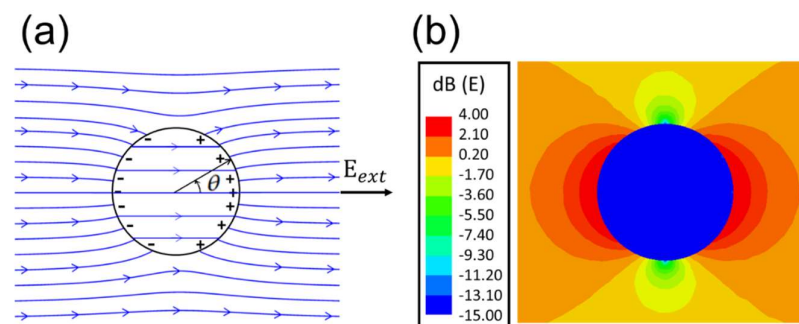 (a)
- - - - - - - - -
+ + + + + + + +
θ
E_ext
(b)
dB (E)
4.00
2.10
0.20
-1.70
-3.60
-5.50
-7.40
-9.30
-11.20
-13.10
-15.00